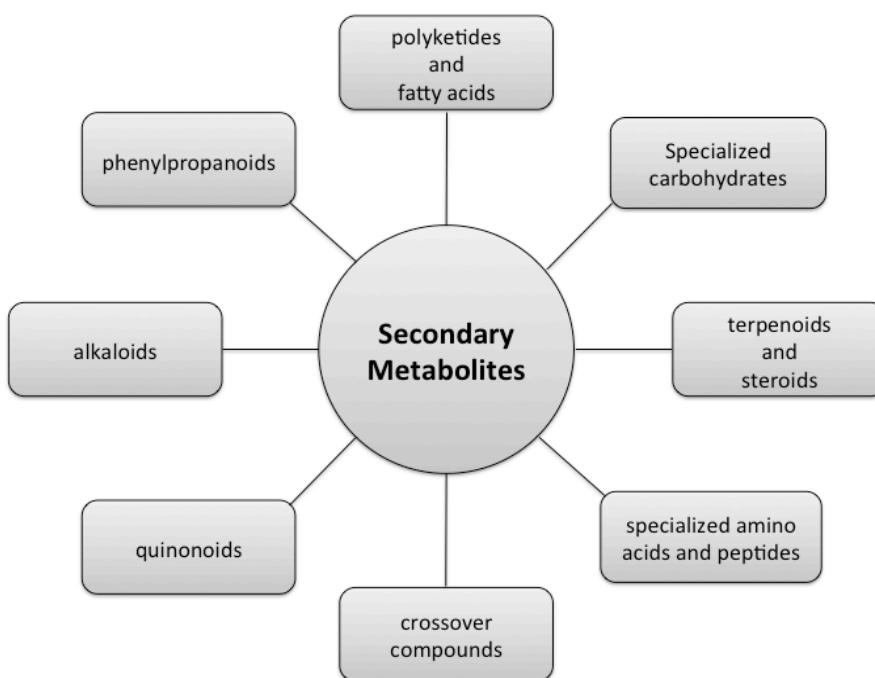 polyketides
and
fatty acids
phenylpropanoids
Specialized
carbohydrates
Secondary
Metabolites
alkaloids
terpenoids
and
steroids
quinonoids
specialized amino
acids and peptides
crossover
compounds